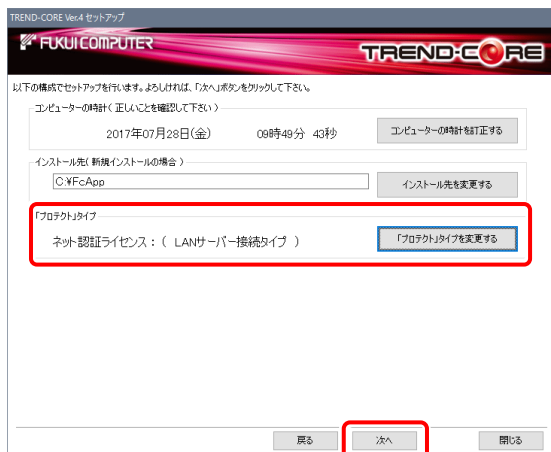 TREND-CORE Ver.4 セットアップ
FUKUI COMPUTER
TREND-CORE
以下の構成でセットアップを行います。よろしければ、「次へ」ボタンをクリックして下さい。
コンピューターの時計( 正しいことを確認して下さい )
2017年07月28日(金) 09時49分 43秒 コンピューターの時計を訂正する
インストール先( 新規インストールの場合 )
C:¥FcApp インストール先を変更する
「プロテクト」タイプ
ネット認証ライセンス : ( LANサーバー接続タイプ ) 「プロテクト」タイプを変更する
戻る 次へ 閉じる